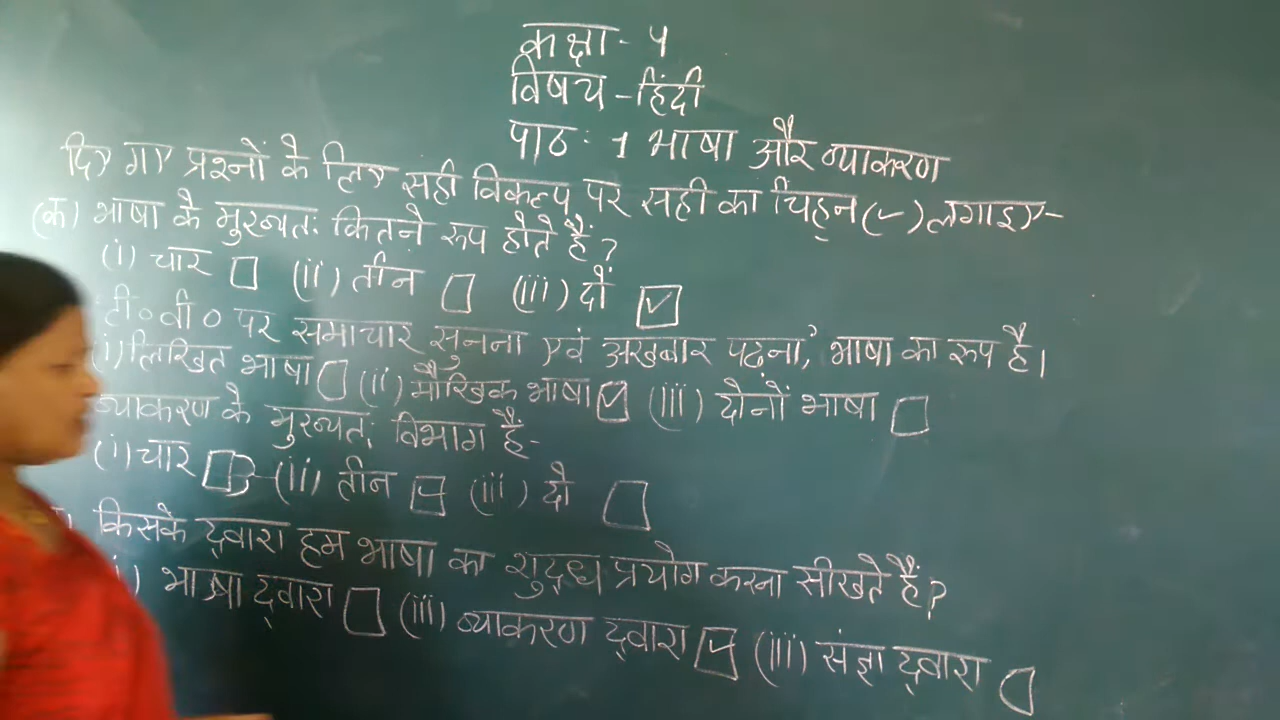 कक्षा - ५
विषय - हिंदी
पाठ: 1 भाषा और व्याकरण
दिए गए प्रश्नों के लिए सही विकल्प पर सही का चिह्न (✓) लगाइए-
(क) भाषा के मुख्यतः कितने रूप होते हैं?
(i) चार (ii) तीन (iii) दो ✓
टी०वी० पर समाचार सुनना एवं अखबार पढ़ना, भाषा का रूप है।
(i) लिखित भाषा (ii) मौखिक भाषा ✓ (iii) दोनों भाषा
व्याकरण के मुख्यतः विभाग हैं-
(i) चार (ii) तीन ✓ (iii) दो
किसके द्वारा हम भाषा का शुद्ध प्रयोग करना सीखते हैं?
भाषा द्वारा (iii) व्याकरण द्वारा ✓ (iii) संज्ञा द्वारा